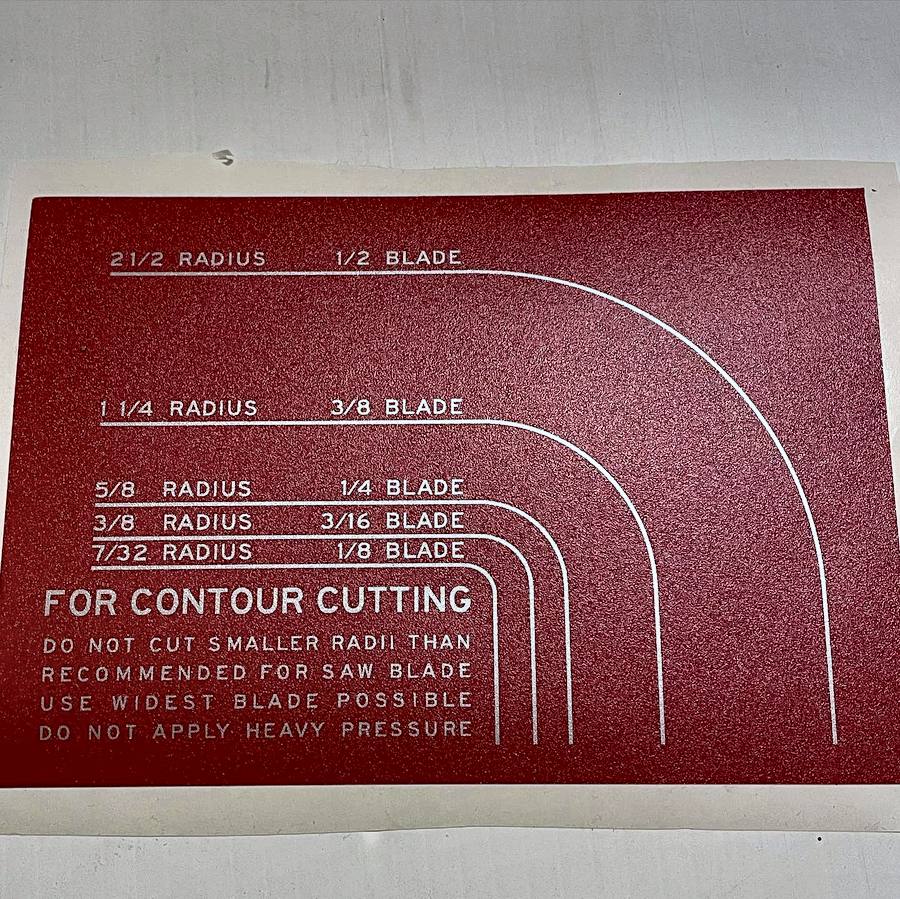 2 1/2 RADIUS 1/2 BLADE
1 1/4 RADIUS 3/8 BLADE
5/8 RADIUS 1/4 BLADE
3/8 RADIUS 3/16 BLADE
7/32 RADIUS 1/8 BLADE
FOR CONTOUR CUTTING
DO NOT CUT SMALLER RADII THAN
RECOMMENDED FOR SAW BLADE
USE WIDEST BLADE POSSIBLE
DO NOT APPLY HEAVY PRESSURE